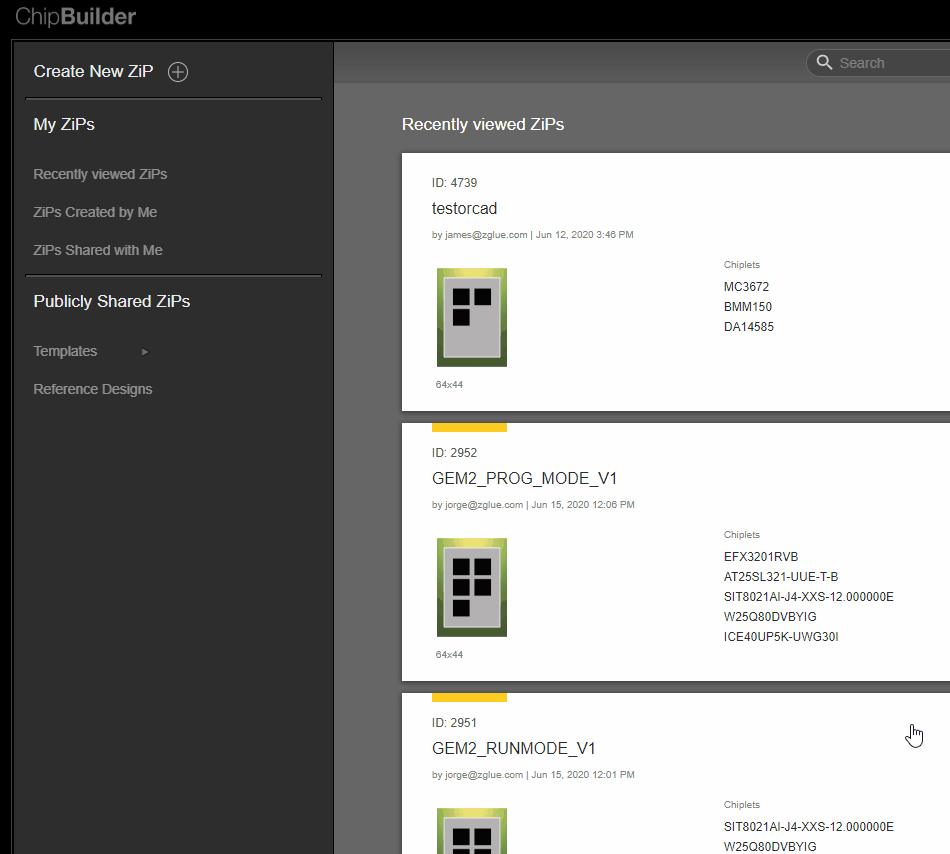 ChipBuilder
Create New ZiP
My ZiPs
Recently viewed ZiPs
ZiPs Created by Me
ZiPs Shared with Me
Publicly Shared ZiPs
Templates
Reference Designs
Search
Recently viewed ZiPs
ID: 4739
testorcad
by james@zglue.com | Jun 12, 2020 3:46 PM
64x44
Chiplets
MC3672
BMM150
DA14585
ID: 2952
GEM2_PROG_MODE_V1
by jorge@zglue.com | Jun 15, 2020 12:06 PM
64x44
Chiplets
EFX3201RVB
AT25SL321-UUE-T-B
SIT8021AI-J4-XXS-12.000000E
W25Q80DVBYIG
ICE40UP5K-UWG30I
ID: 2951
GEM2_RUNMODE_V1
by jorge@zglue.com | Jun 15, 2020 12:01 PM
Chiplets
SIT8021AI-J4-XXS-12.000000E
W25Q80DVBYIG